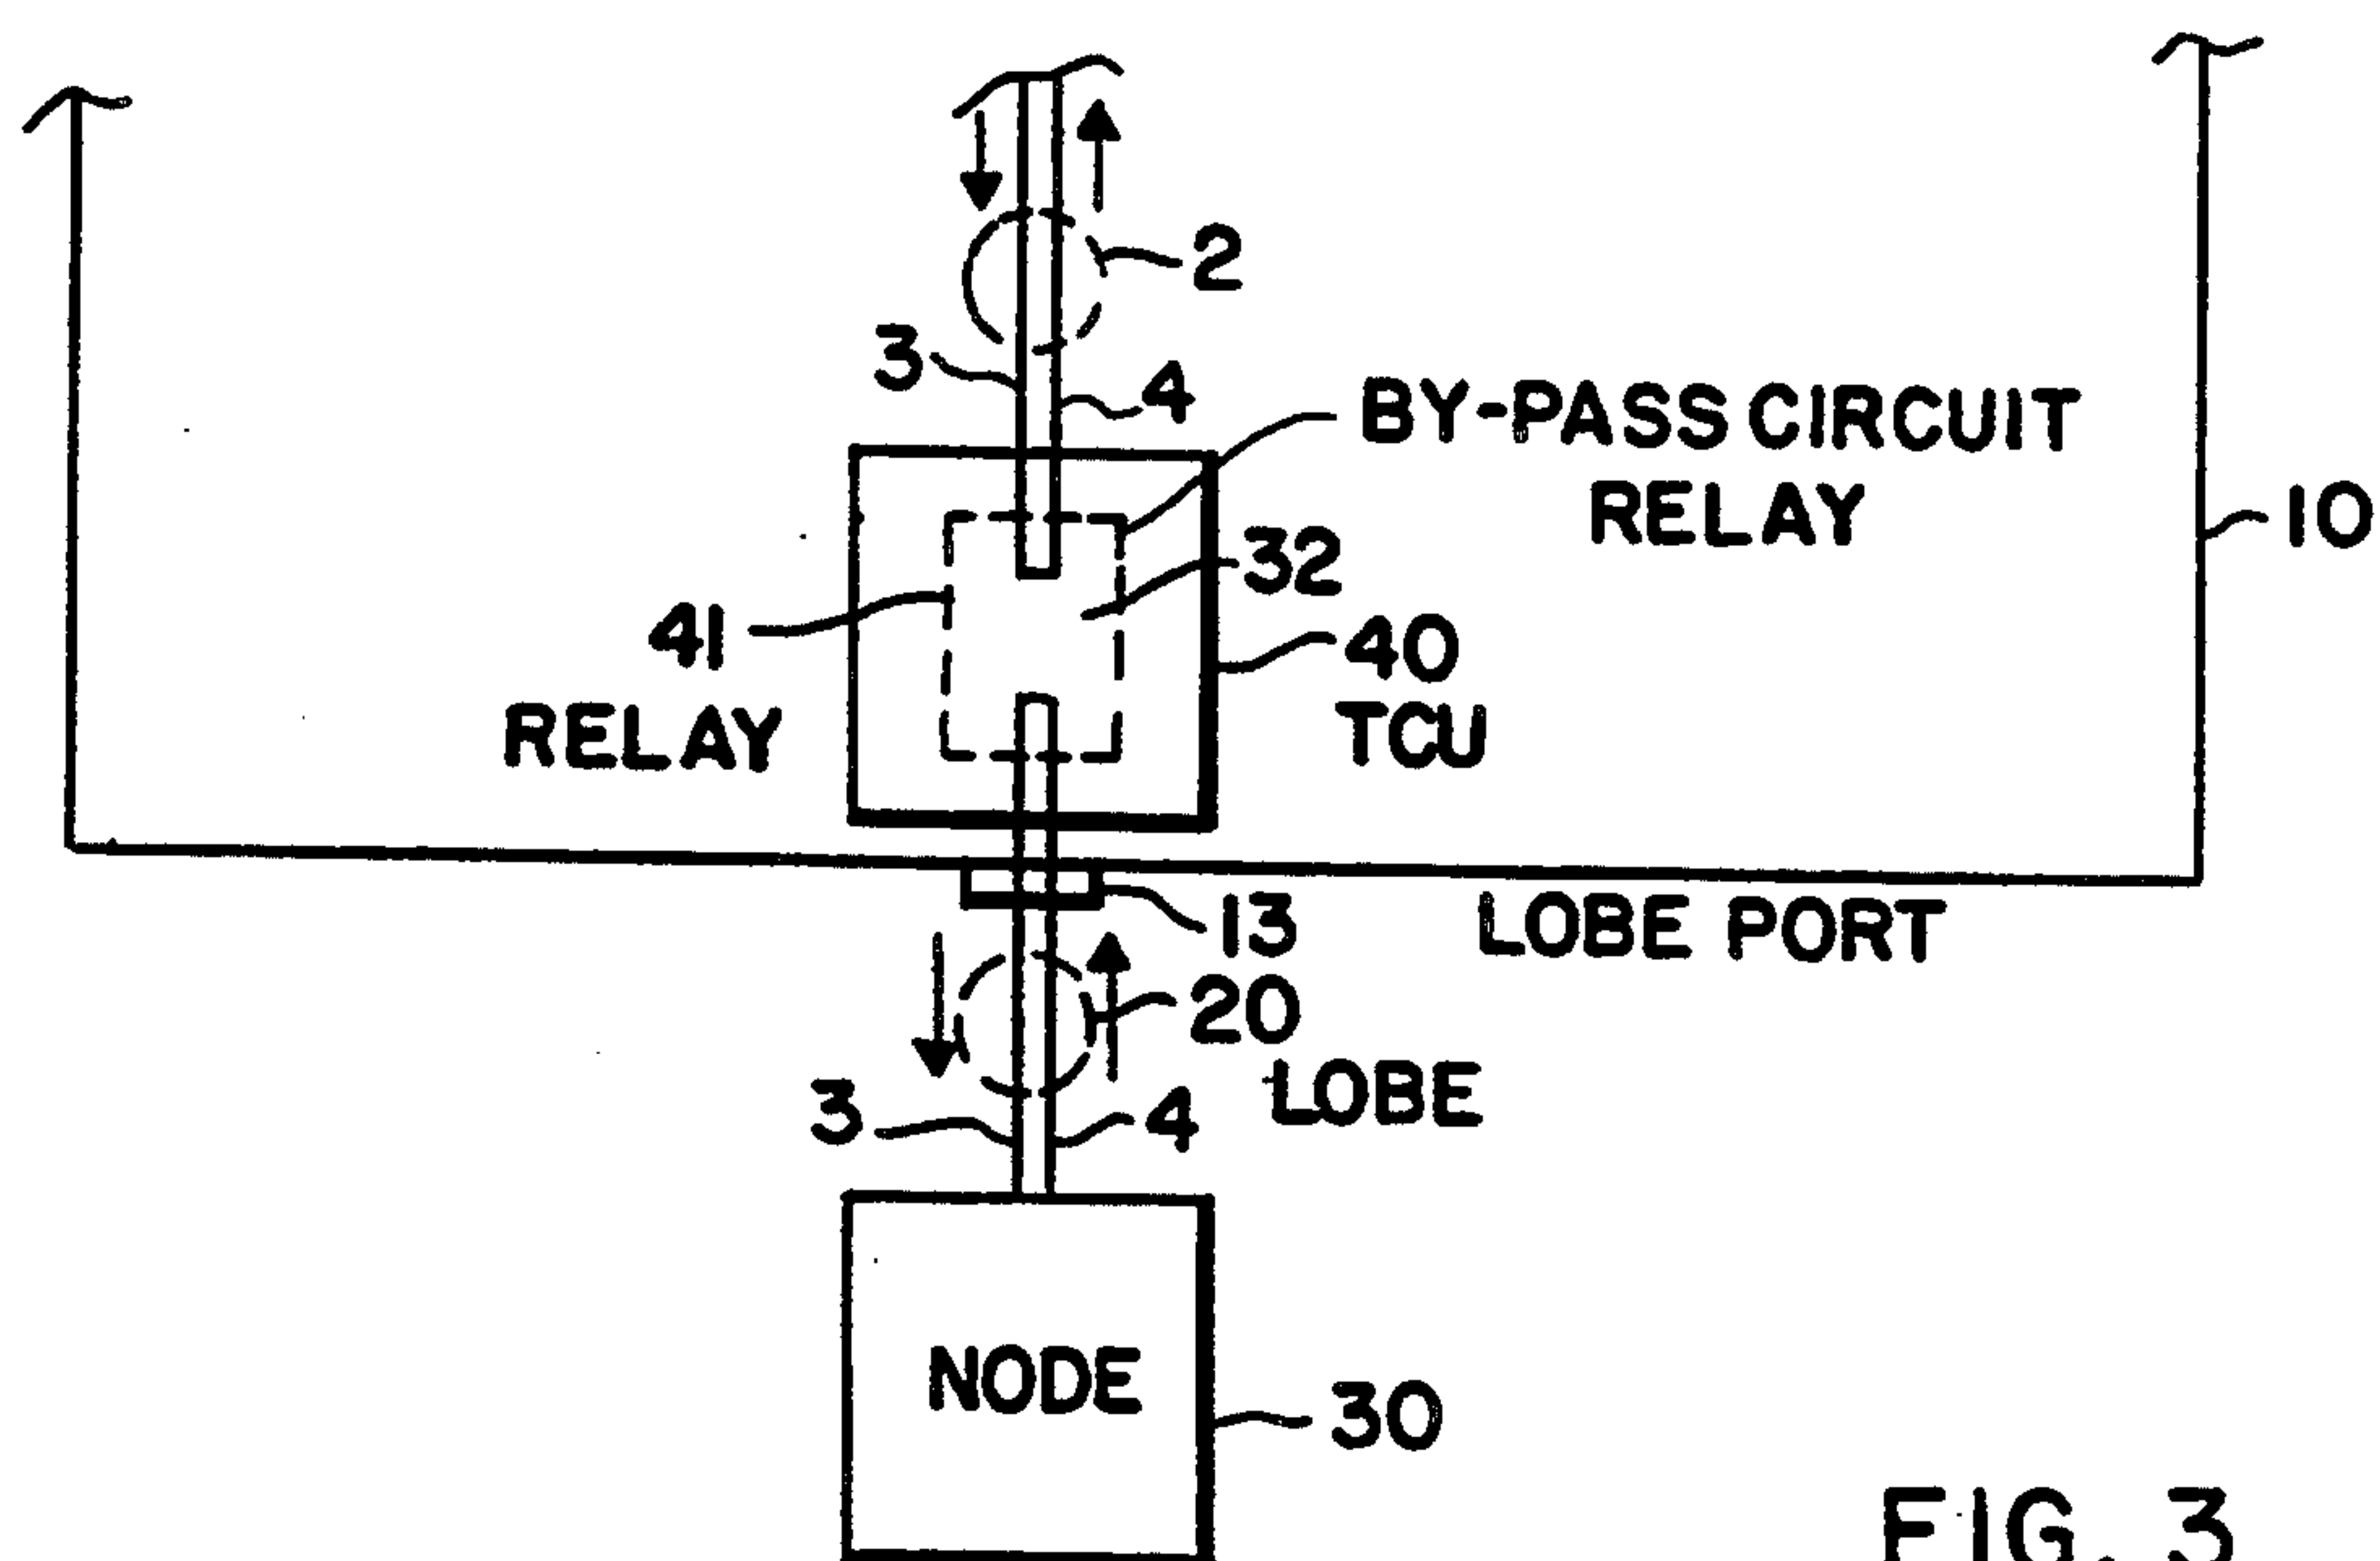 2
3
4
BY-PASS CIRCUIT
RELAY
10
32
41
RELAY
40
TCU
13
LOBE PORT
20
LOBE
3
4
NODE
30
FIG. 3